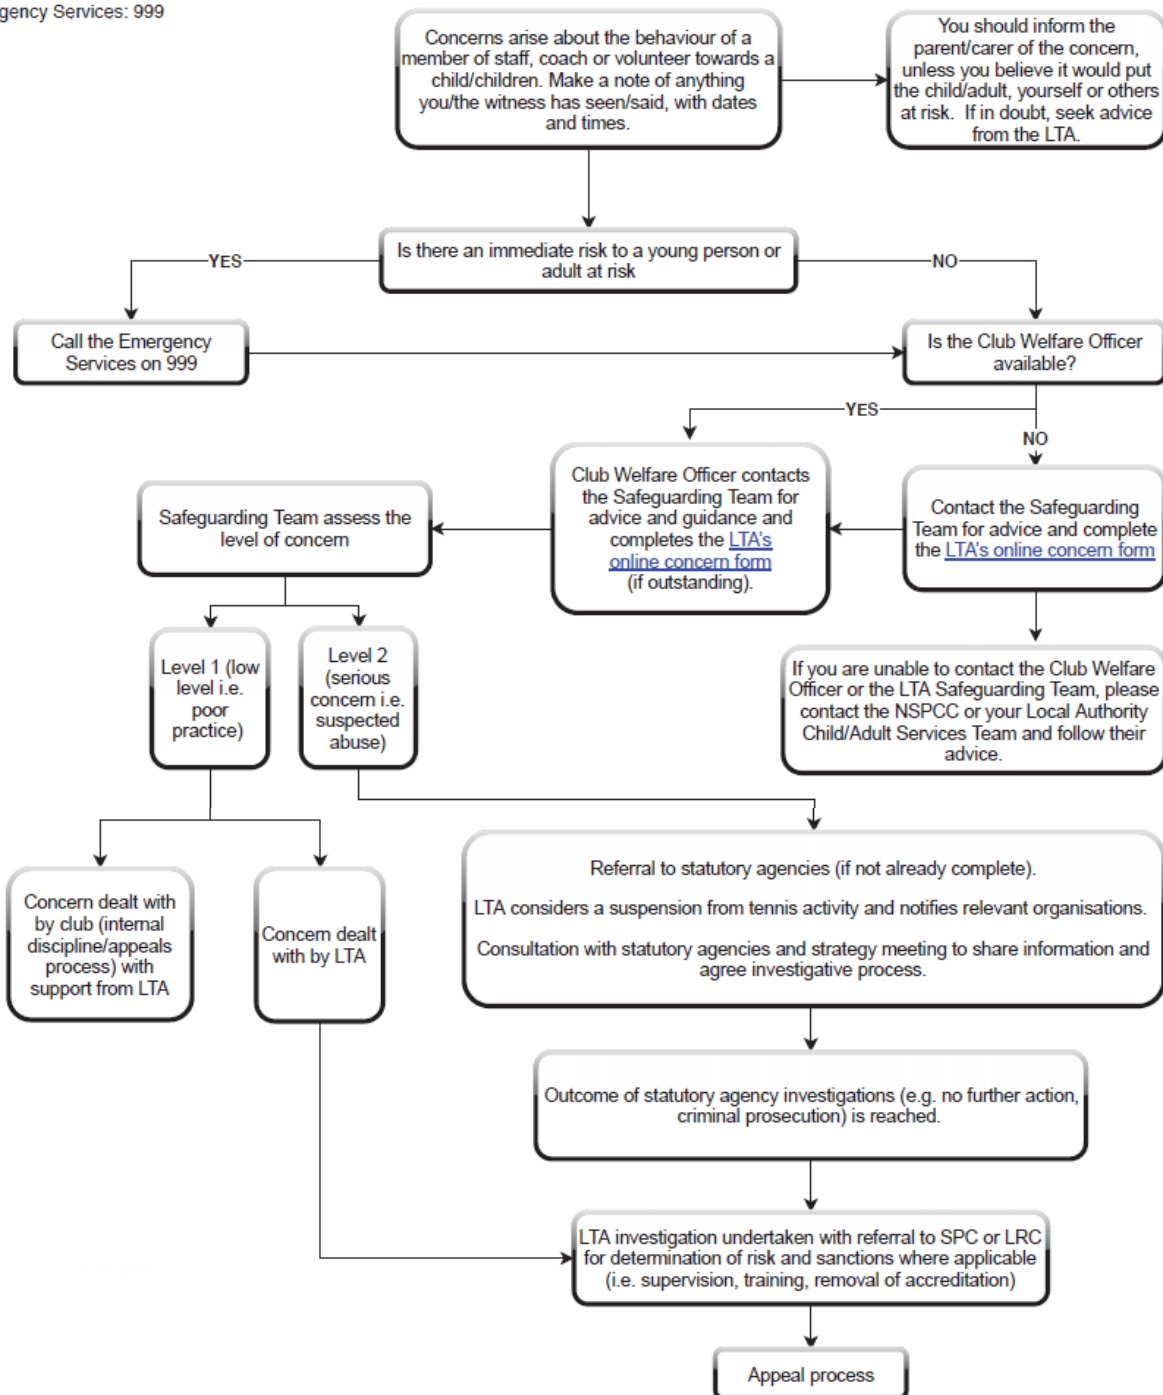 gency Services: 999
Concerns arise about the behaviour of a
member of staff, coach or volunteer towards a
child/children. Make a note of anything
you/the witness has seen/said, with dates
and times.
You should inform the
parent/carer of the concern,
unless you believe it would put
the child/adult, yourself or others
at risk. If in doubt, seek advice
from the LTA.
Is there an immediate risk to a young person or
adult at risk
YES
NO
Call the Emergency
Services on 999
Is the Club Welfare Officer
available?
YES
NO
Club Welfare Officer contacts
the Safeguarding Team for
advice and guidance and
completes the LTA's
online concern form
(if outstanding).
Contact the Safeguarding
Team for advice and complete
the LTA's online concern form
Safeguarding Team assess the
level of concern
Level 1 (low
level i.e.
poor
practice)
Level 2
(serious
concern i.e.
suspected
abuse)
If you are unable to contact the Club Welfare
Officer or the LTA Safeguarding Team, please
contact the NSPCC or your Local Authority
Child/Adult Services Team and follow their
advice.
Concern dealt with
by club (internal
discipline/appeals
process) with
support from LTA
Concern dealt
with by LTA
Referral to statutory agencies (if not already complete).
LTA considers a suspension from tennis activity and notifies relevant organisations.
Consultation with statutory agencies and strategy meeting to share information and
agree investigative process.
Outcome of statutory agency investigations (e.g. no further action,
criminal prosecution) is reached.
LTA investigation undertaken with referral to SPC or LRC
for determination of risk and sanctions where applicable
(i.e. supervision, training, removal of accreditation)
Appeal process